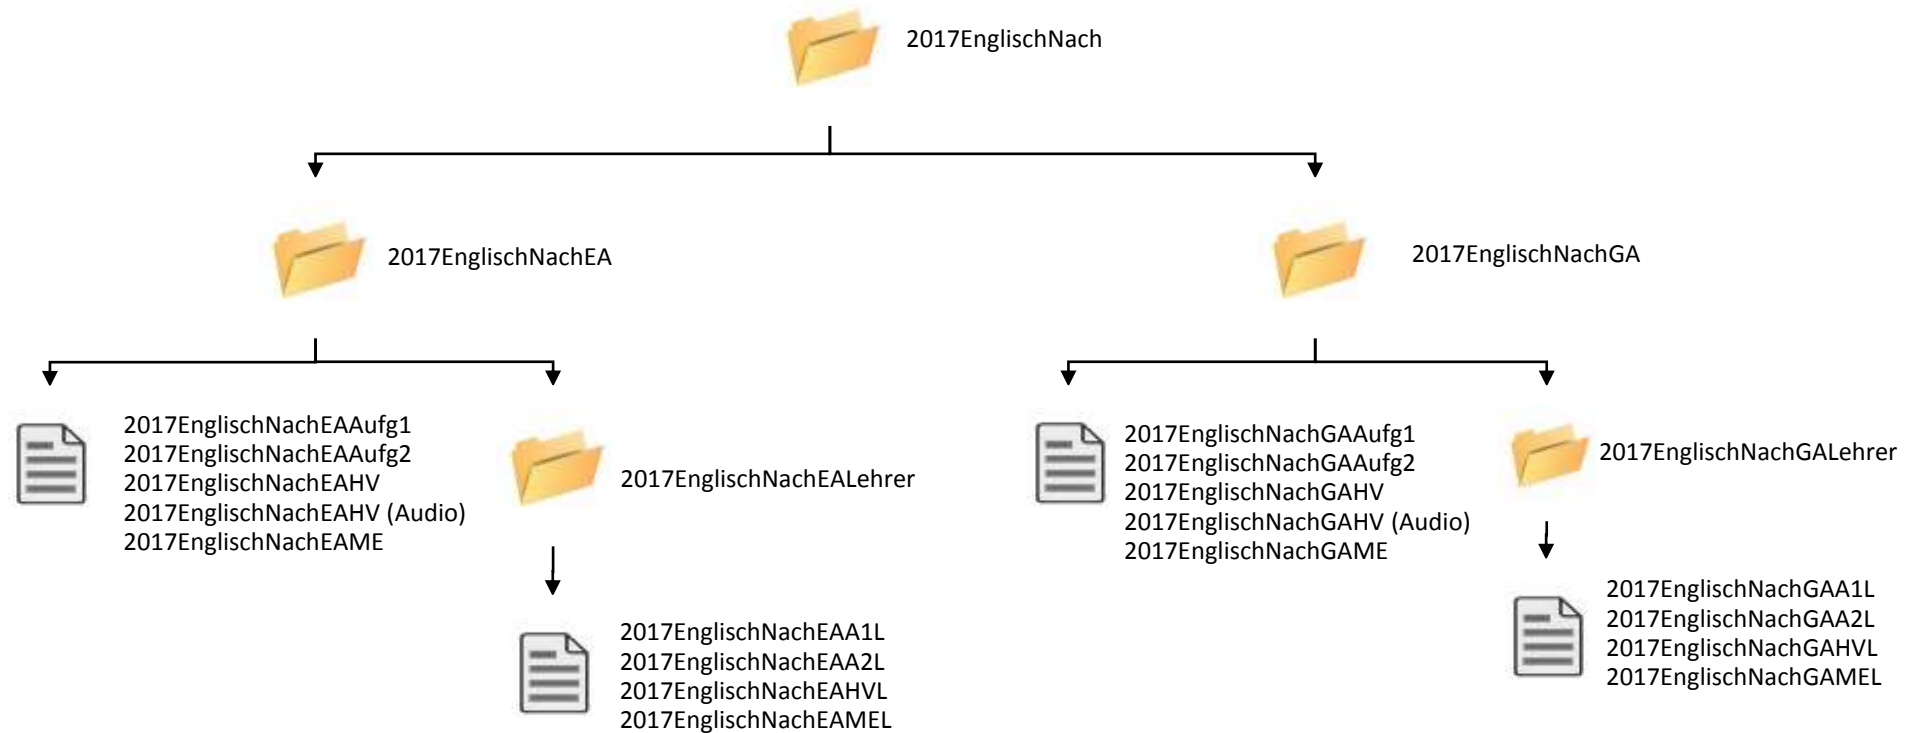 2017EnglischNach
2017EnglischNachEA
2017EnglischNachGA
2017EnglischNachEAAufg1
2017EnglischNachEAAufg2
2017EnglischNachEAHV
2017EnglischNachEAHV (Audio)
2017EnglischNachEAME
2017EnglischNachEALehrer
2017EnglischNachEAA1L
2017EnglischNachEAA2L
2017EnglischNachEAHVL
2017EnglischNachEAMEL
2017EnglischNachGAAufg1
2017EnglischNachGAAufg2
2017EnglischNachGAHV
2017EnglischNachGAHV (Audio)
2017EnglischNachGAME
2017EnglischNachGALehrer
2017EnglischNachGAA1L
2017EnglischNachGAA2L
2017EnglischNachGAHVL
2017EnglischNachGAMEL